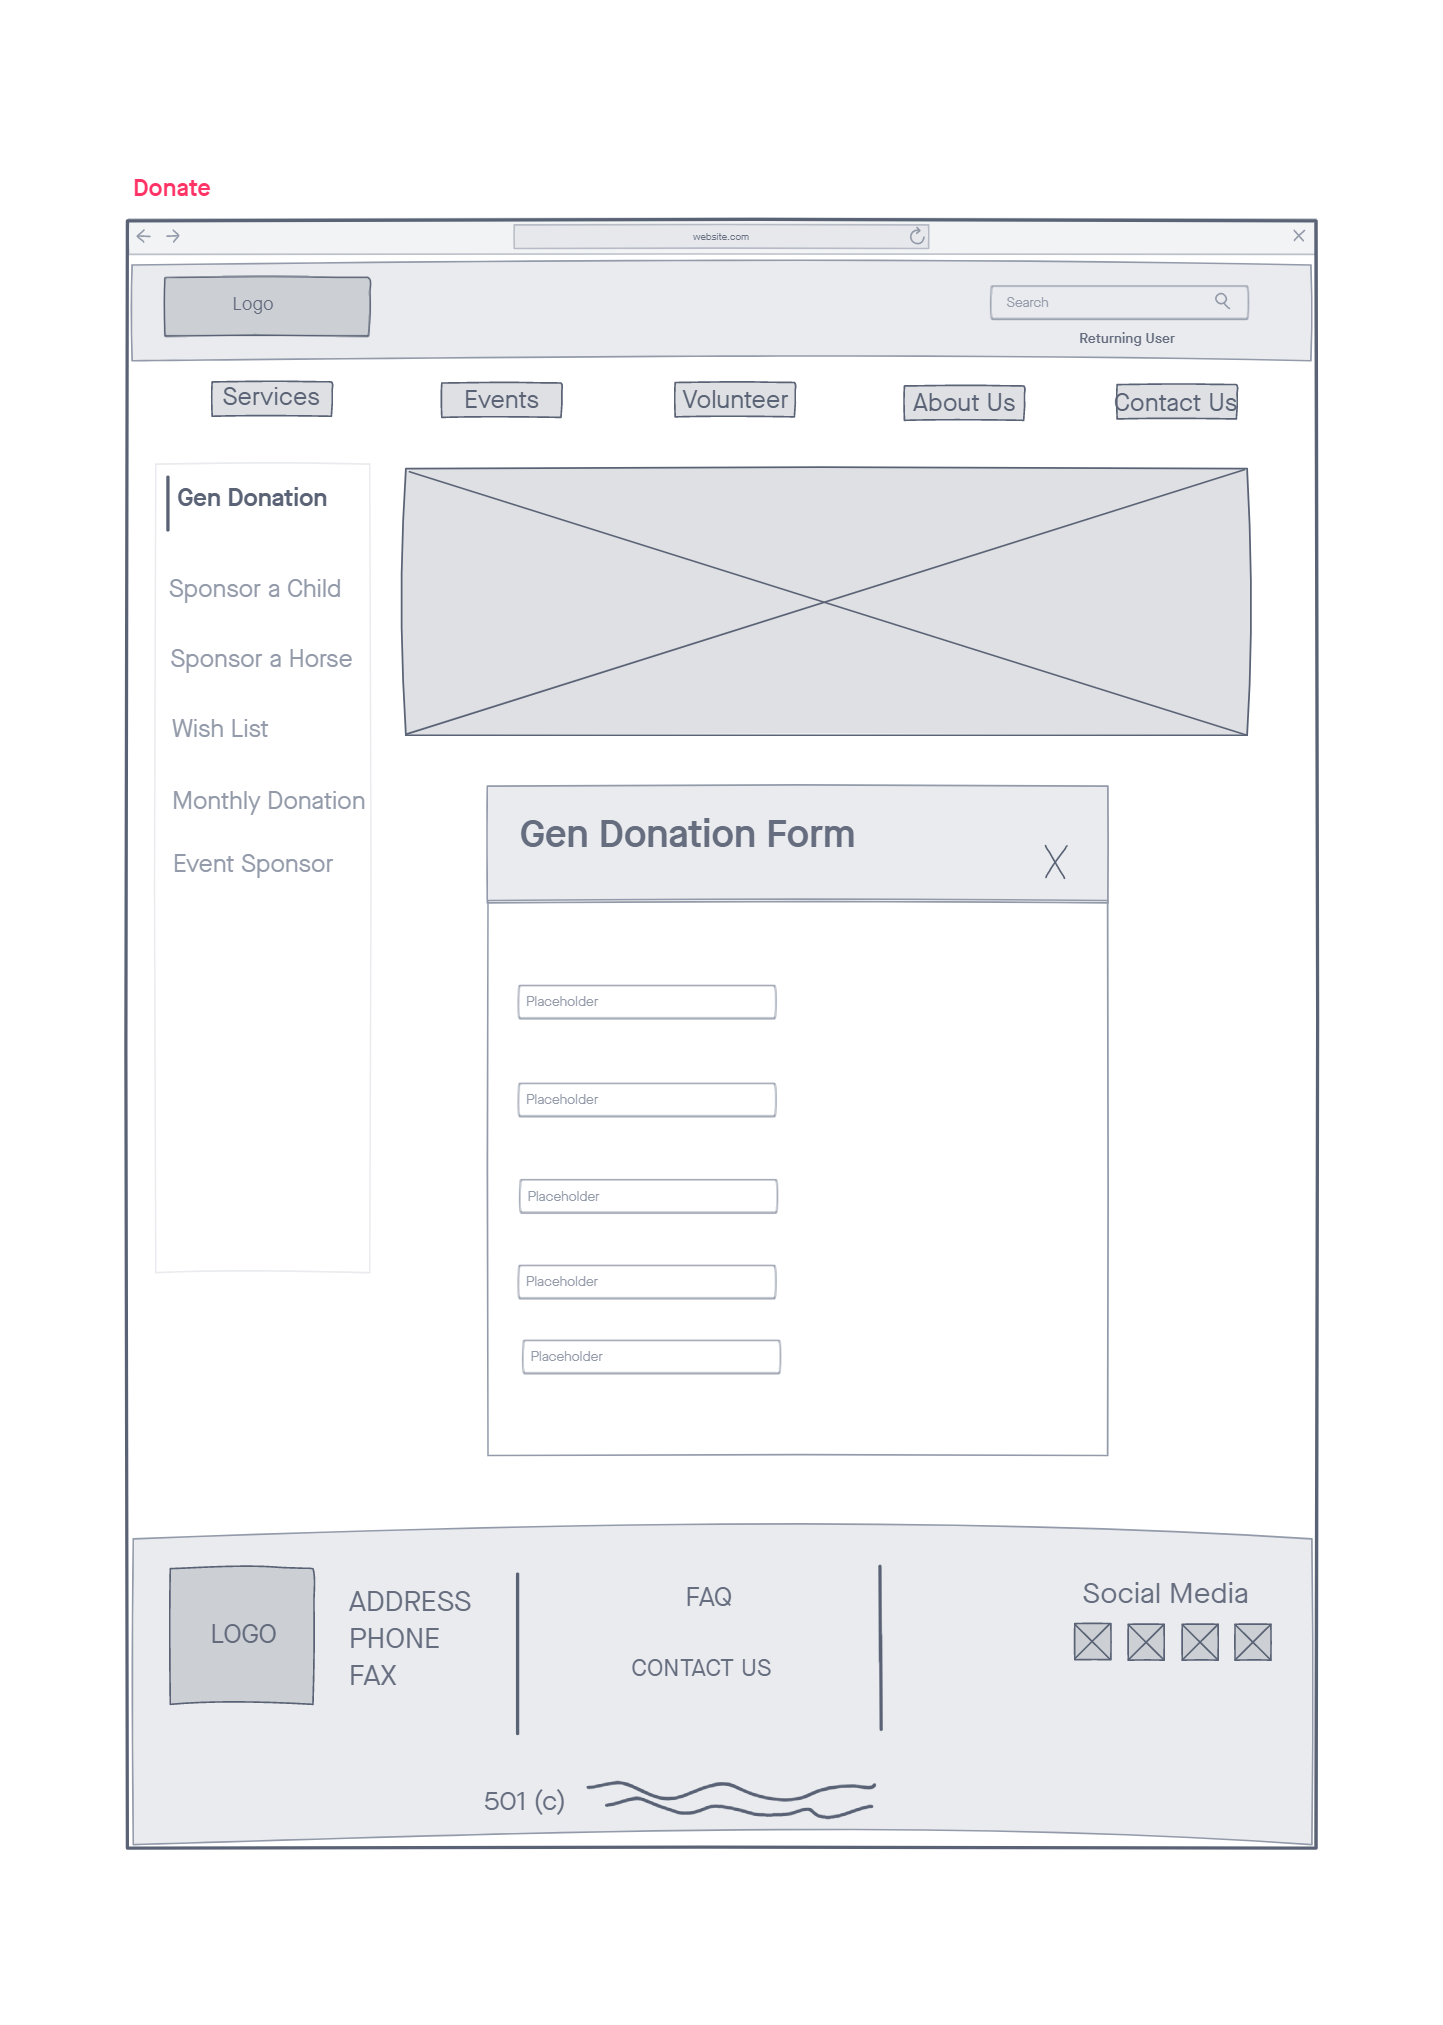 Donate
website.com
Logo
Search
Returning User
Services
Events
Volunteer
About Us
Contact Us
Gen Donation
Sponsor a Child
Sponsor a Horse
Wish List
Monthly Donation
Event Sponsor
Gen Donation Form
X
Placeholder
Placeholder
Placeholder
Placeholder
Placeholder
LOGO
ADDRESS
PHONE
FAX
FAQ
CONTACT US
Social Media
501 (c)